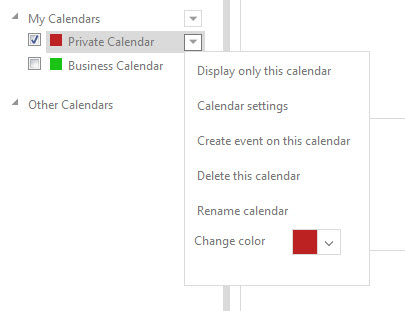 My Calendars
Private Calendar
Business Calendar
Other Calendars
Display only this calendar
Calendar settings
Create event on this calendar
Delete this calendar
Rename calendar
Change color